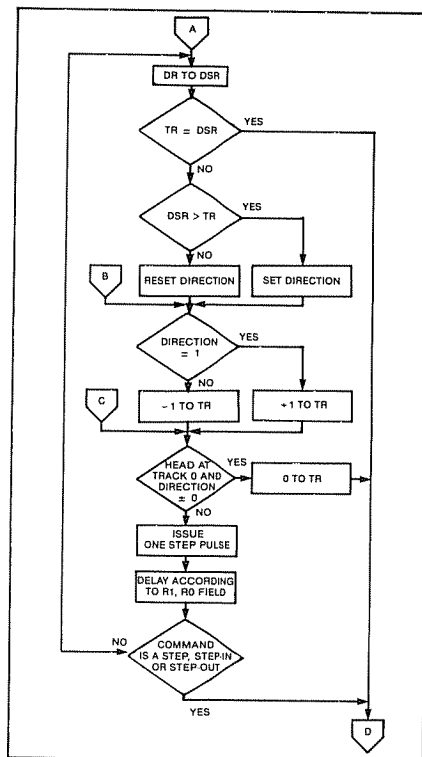 A
DR TO DSR
TR = DSR
YES
NO
DSR > TR
YES
NO
B
RESET DIRECTION
SET DIRECTION
DIRECTION
= 1
YES
NO
C
−1 TO TR
+1 TO TR
HEAD AT
TRACK 0 AND
DIRECTION
= 0
YES
0 TO TR
NO
ISSUE
ONE STEP PULSE
DELAY ACCORDING
TO R1, R0 FIELD
NO
COMMAND
IS A STEP, STEP-IN
OR STEP-OUT
YES
D